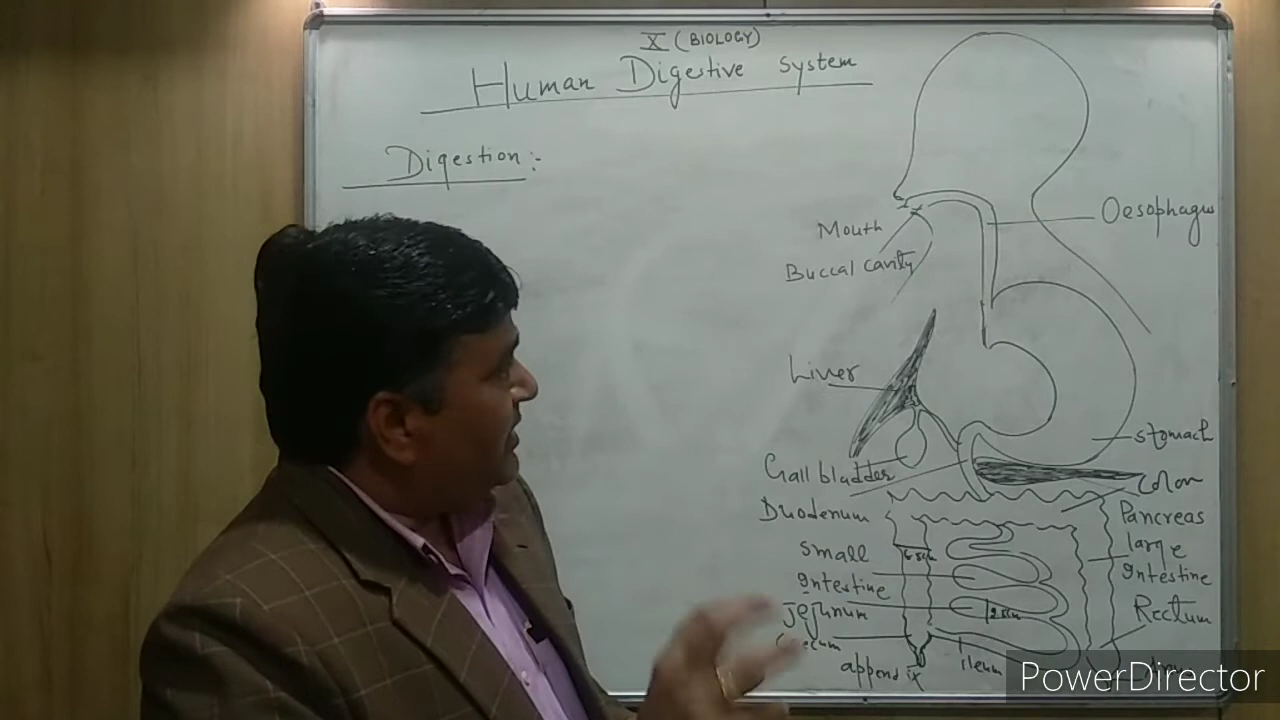 X (BIOLOGY)
Human Digestive System
Digestion :-
Oesophagus
Mouth
Buccal cavity
Liver
Stomach
Gall bladder
Colon
Duodenum
Pancreas
small
Intestine
large
Intestine
Jejunum
Rectum
appendix
ileum
PowerDirector